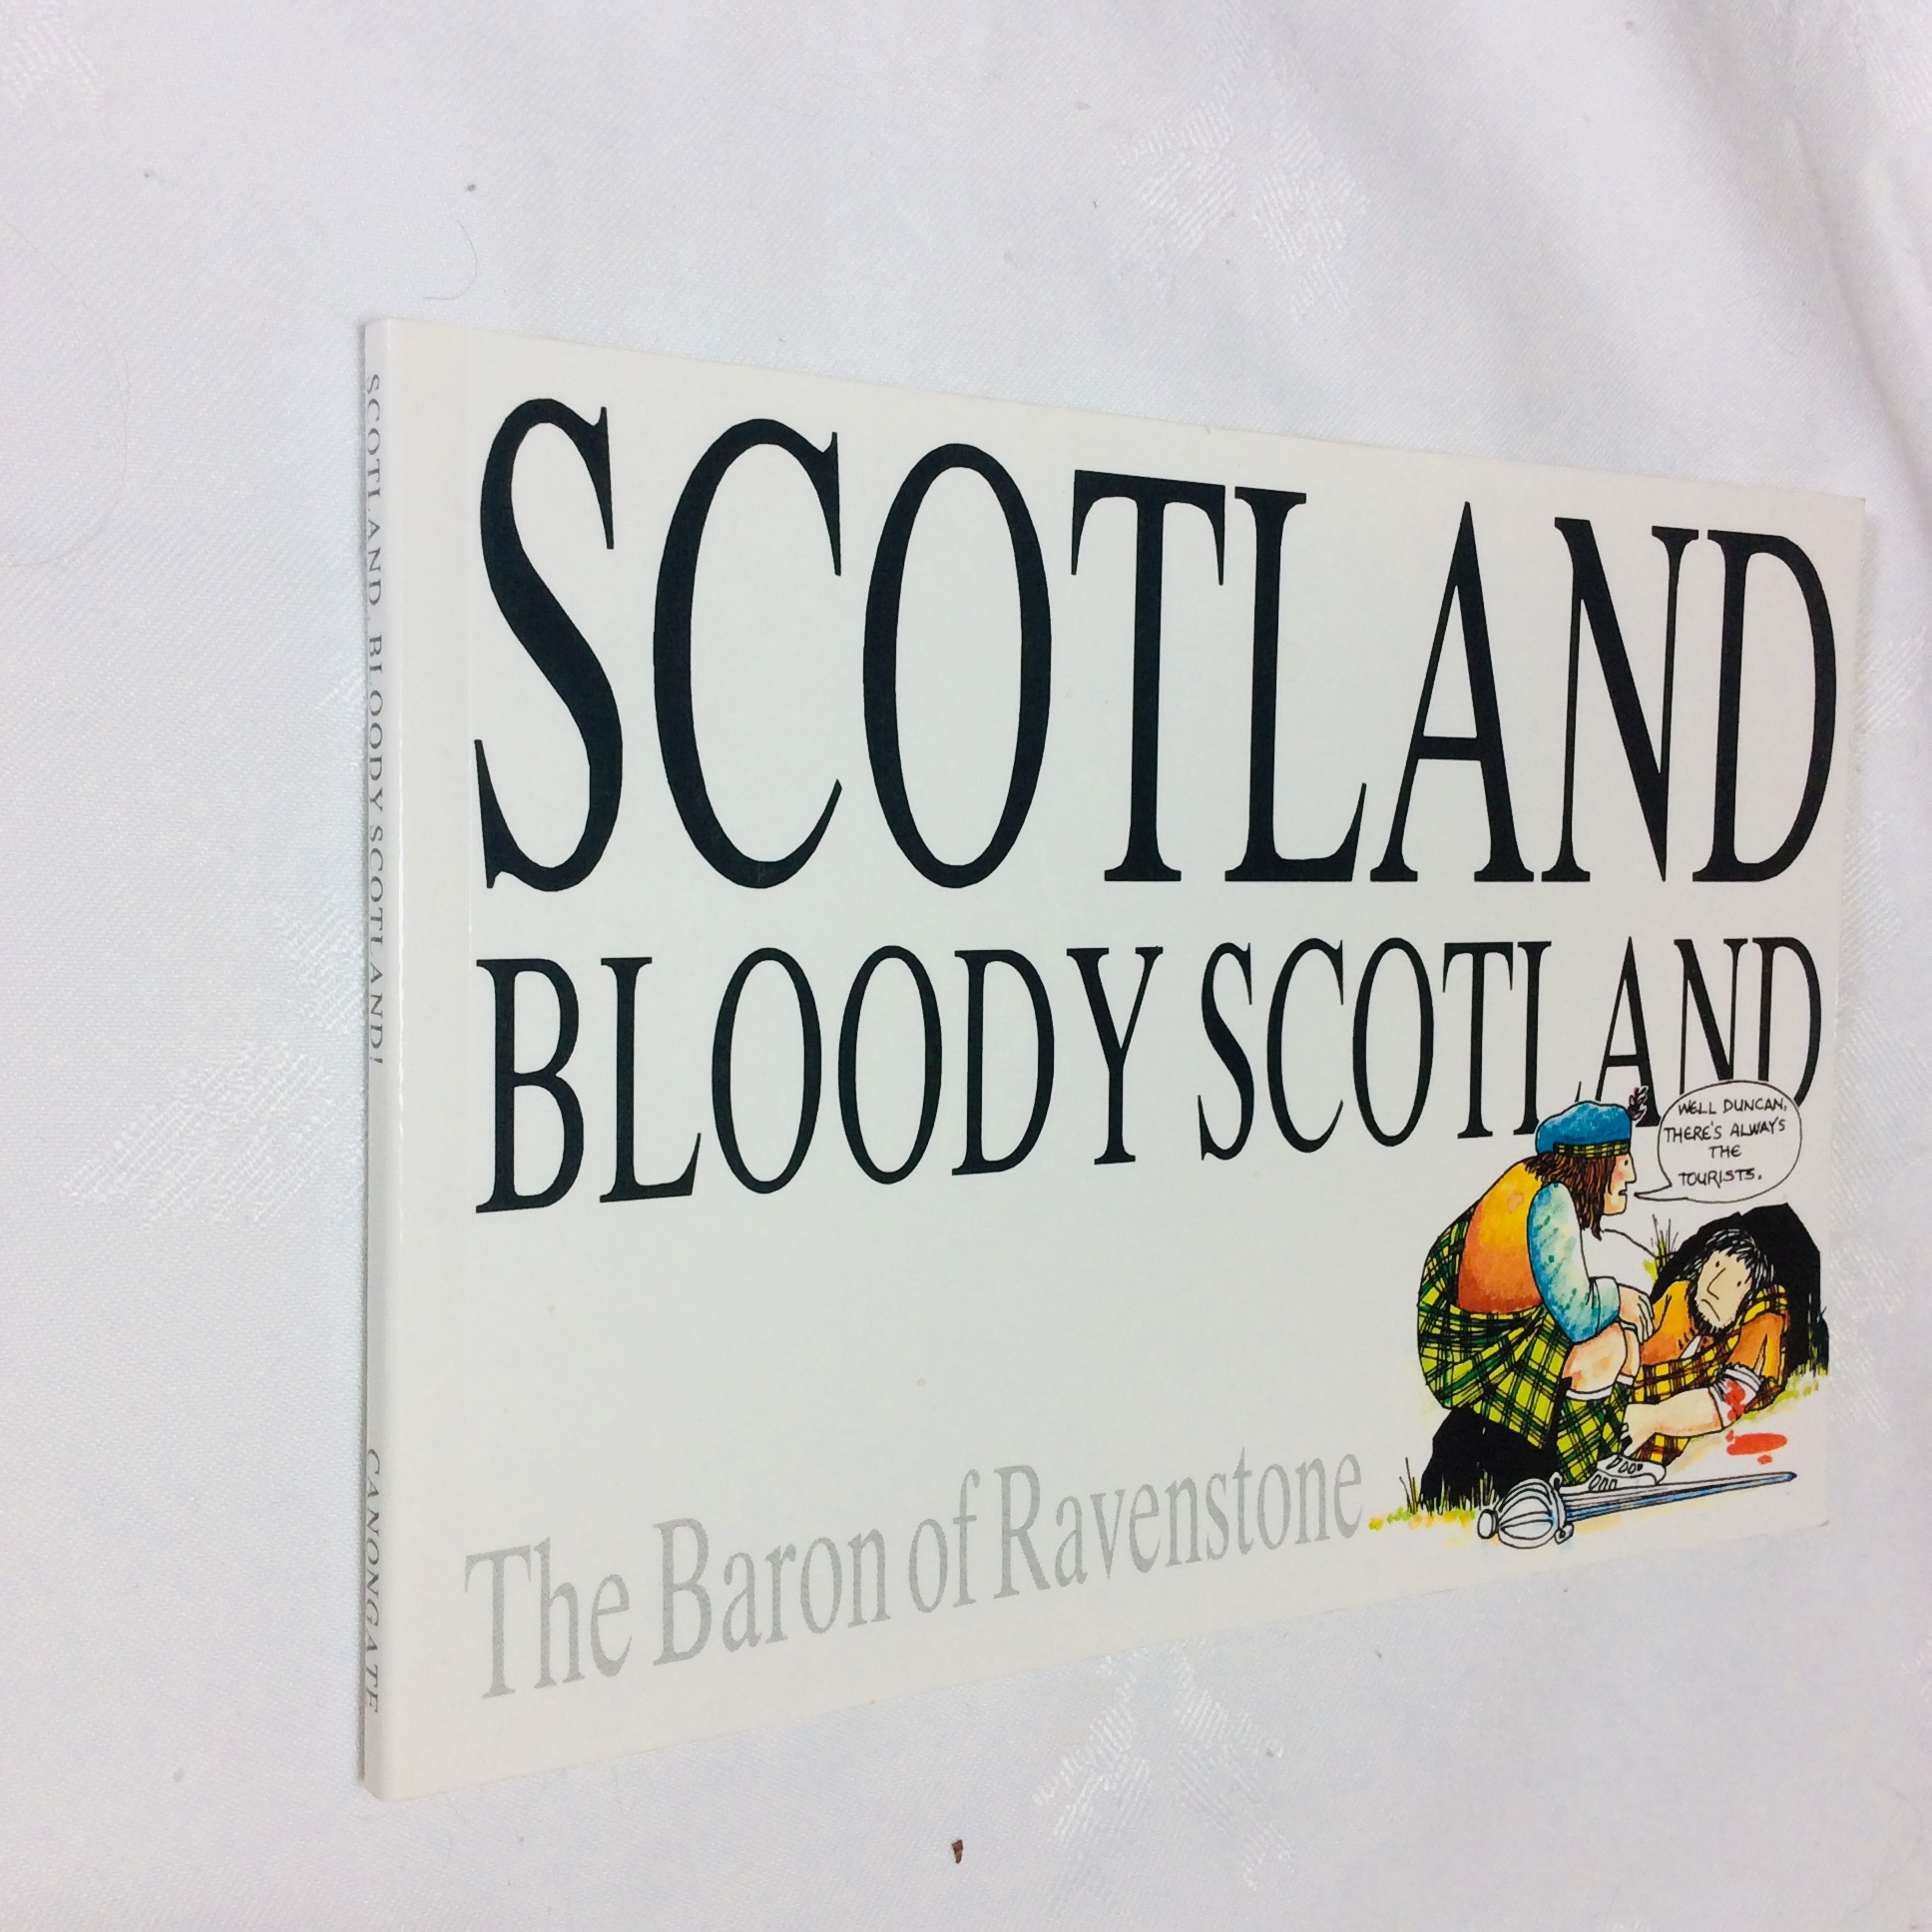 SCOTLAND, BLOODY SCOTLAND!
CANONGATE
SCOTLAND
BLOODY SCOTLAND
WELL DUNCAN,
THERE'S ALWAYS
THE
TOURISTS.
The Baron of Ravenstone